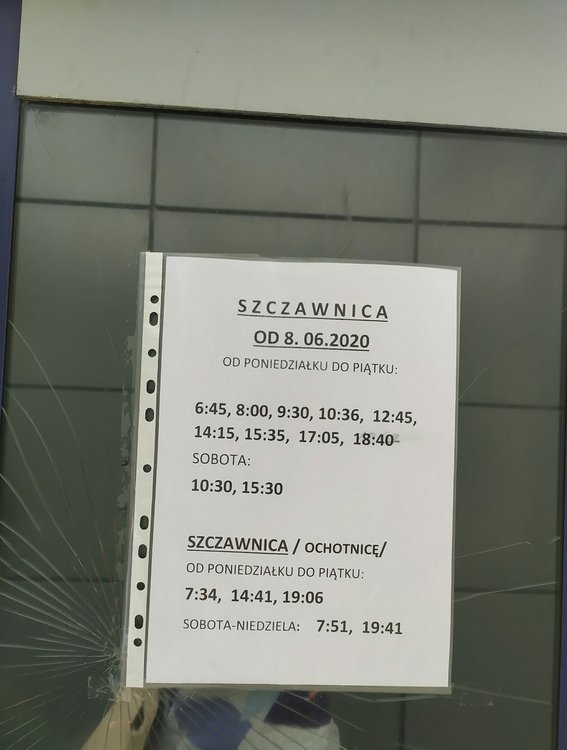 SZCZAWNICA
OD 8. 06.2020
OD PONIEDZIAŁKU DO PIĄTKU:
6:45, 8:00, 9:30, 10:36, 12:45,
14:15, 15:35, 17:05, 18:40
SOBOTA:
10:30, 15:30
SZCZAWNICA / OCHOTNICĘ/
OD PONIEDZIAŁKU DO PIĄTKU:
7:34, 14:41, 19:06
SOBOTA-NIEDZIELA: 7:51, 19:41